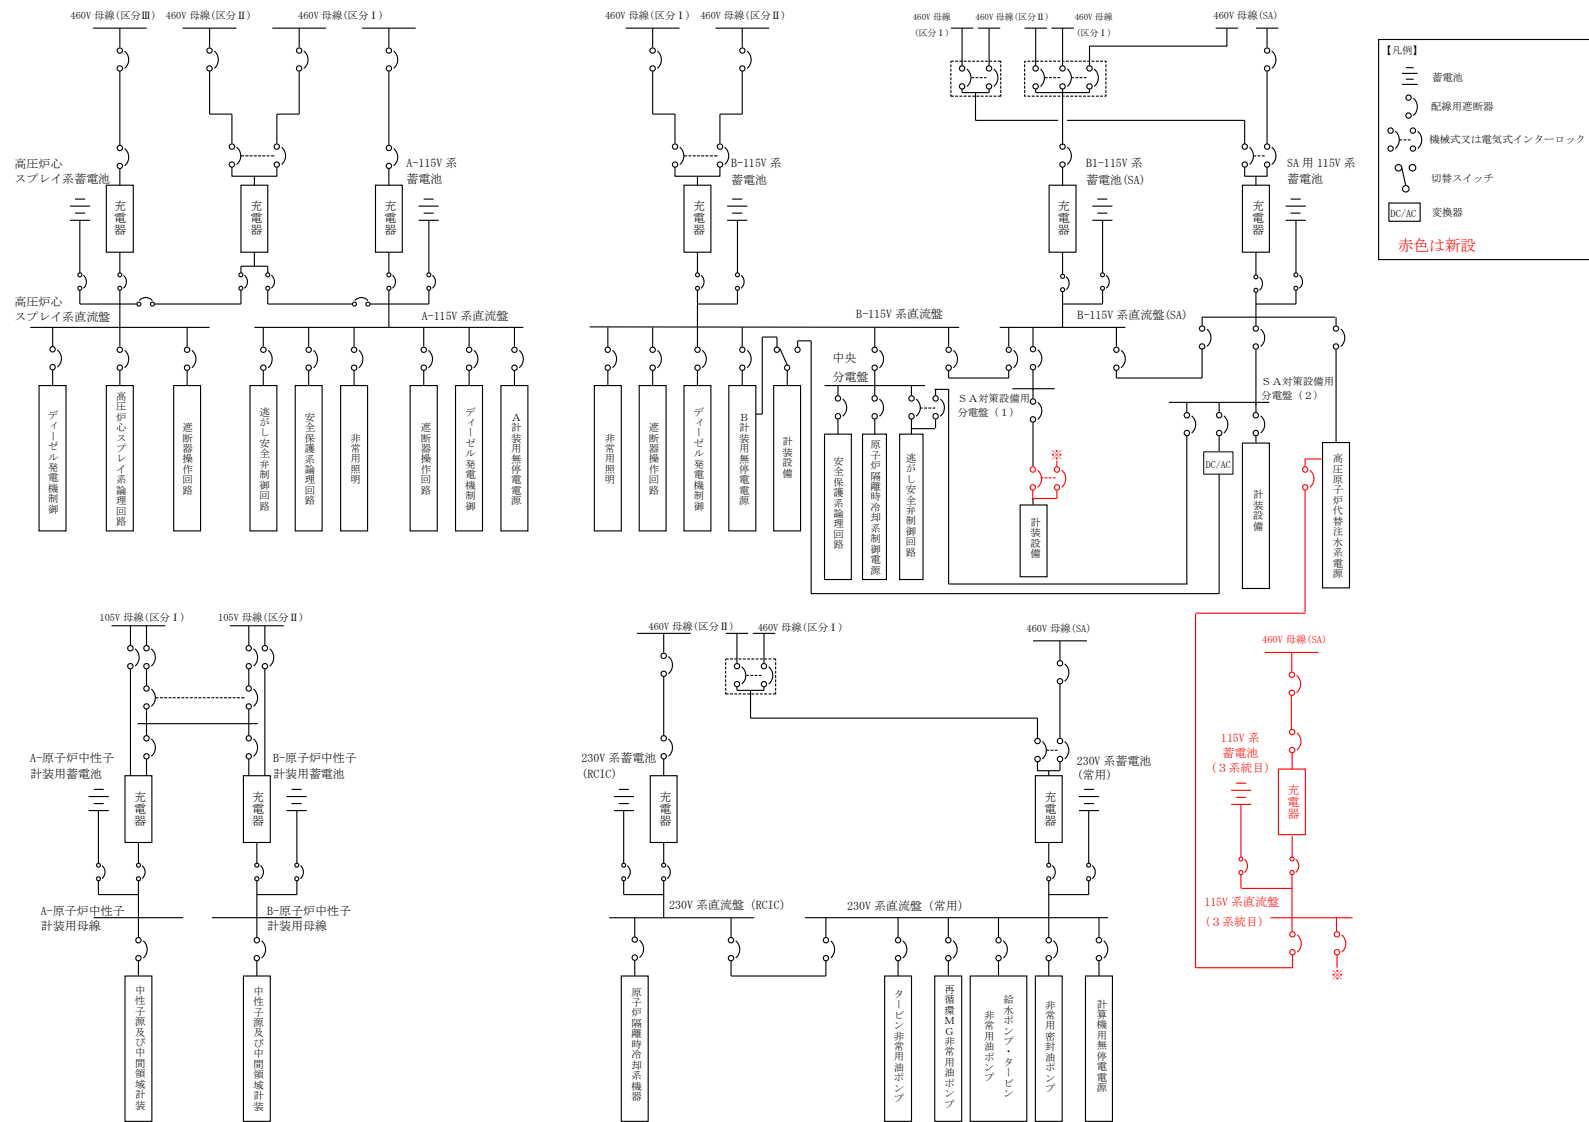 460V 母線(区分Ⅲ)
460V 母線(区分Ⅱ)
460V 母線(区分Ⅰ)
460V 母線(区分Ⅰ)
460V 母線(区分Ⅱ)
460V 母線
(区分Ⅰ)
460V 母線(区分Ⅱ)
460V 母線
(区分Ⅰ)
460V 母線(SA)
【凡例】
蓄電池
配線用遮断器
機械式又は電気式インターロック
切替スイッチ
DC/AC
変換器
赤色は新設
高圧炉心
スプレイ系蓄電池
充電器
充電器
A-115V 系
蓄電池
充電器
B-115V 系
蓄電池
充電器
B1-115V 系
蓄電池(SA)
充電器
SA 用 115V 系
蓄電池
充電器
高圧炉心
スプレイ系直流盤
A-115V 系直流盤
B-115V 系直流盤
B-115V 系直流盤(SA)
中央
分電盤
SA対策設備用
分電盤(1)
SA対策設備用
分電盤(2)
ディーゼル発電機制御
高圧炉心スプレイ系論理回路
遮断器操作回路
逃がし安全弁制御回路
安全保護系論理回路
非常用照明
遮断器操作回路
ディーゼル発電機制御
A計装用無停電電源
非常用照明
遮断器操作回路
ディーゼル発電機制御
B計装用無停電電源
計装設備
安全保護系論理回路
原子炉隔離時冷却系制御電源
逃がし安全弁制御回路
※
計装設備
DC/AC
計装設備
高圧原子炉代替注水系電源
105V 母線(区分Ⅰ)
105V 母線(区分Ⅱ)
460V 母線(区分Ⅱ)
460V 母線(区分Ⅰ)
460V 母線(SA)
460V 母線(SA)
A-原子炉中性子
計装用蓄電池
充電器
B-原子炉中性子
計装用蓄電池
充電器
230V 系蓄電池
(RCIC)
充電器
230V 系蓄電池
(常用)
充電器
115V 系
蓄電池
(3系統目)
充電器
A-原子炉中性子
計装用母線
B-原子炉中性子
計装用母線
230V 系直流盤 (RCIC)
230V 系直流盤 (常用)
115V 系直流盤
(3系統目)
※
中性子源及び中間領域計装
中性子源及び中間領域計装
原子炉隔離時冷却系機器
タービン非常用油ポンプ
再循環MG非常用油ポンプ
給水ポンプ・タービン
非常用油ポンプ
非常用密封油ポンプ
計算機用無停電電源